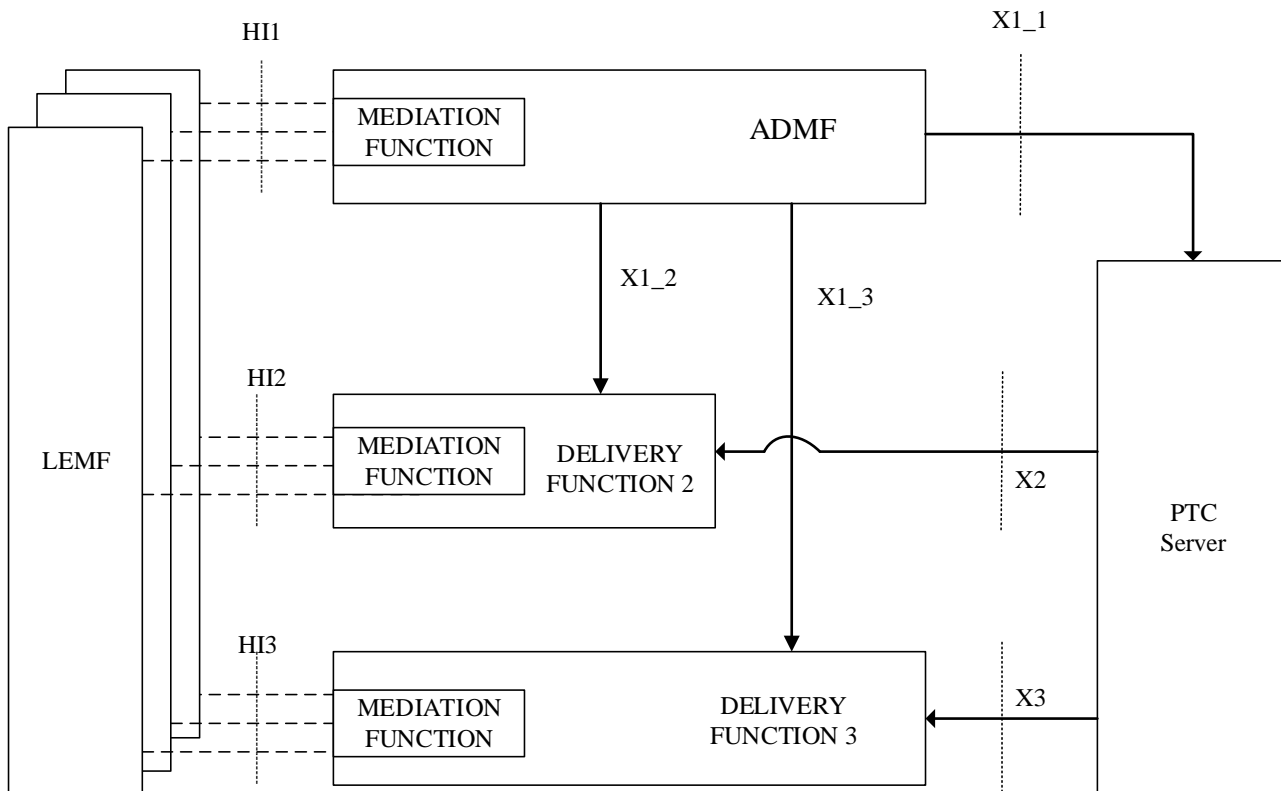 HI1
X1_1
MEDIATION
FUNCTION
ADMF
X1_2
X1_3
HI2
LEMF
MEDIATION
FUNCTION
DELIVERY
FUNCTION 2
X2
PTC
Server
HI3
MEDIATION
FUNCTION
DELIVERY
FUNCTION 3
X3